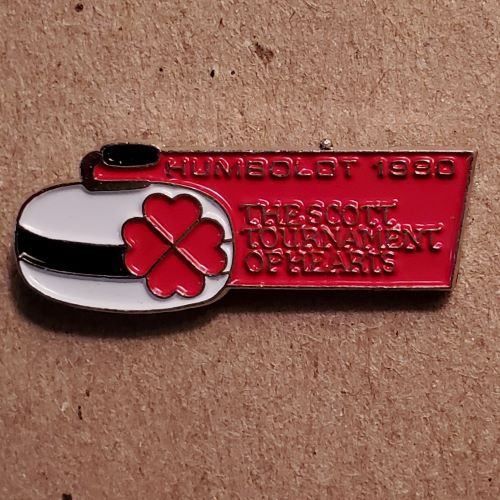 HUMBOLDT 1990
THE SCOTT
TOURNAMENT
OF HEARTS